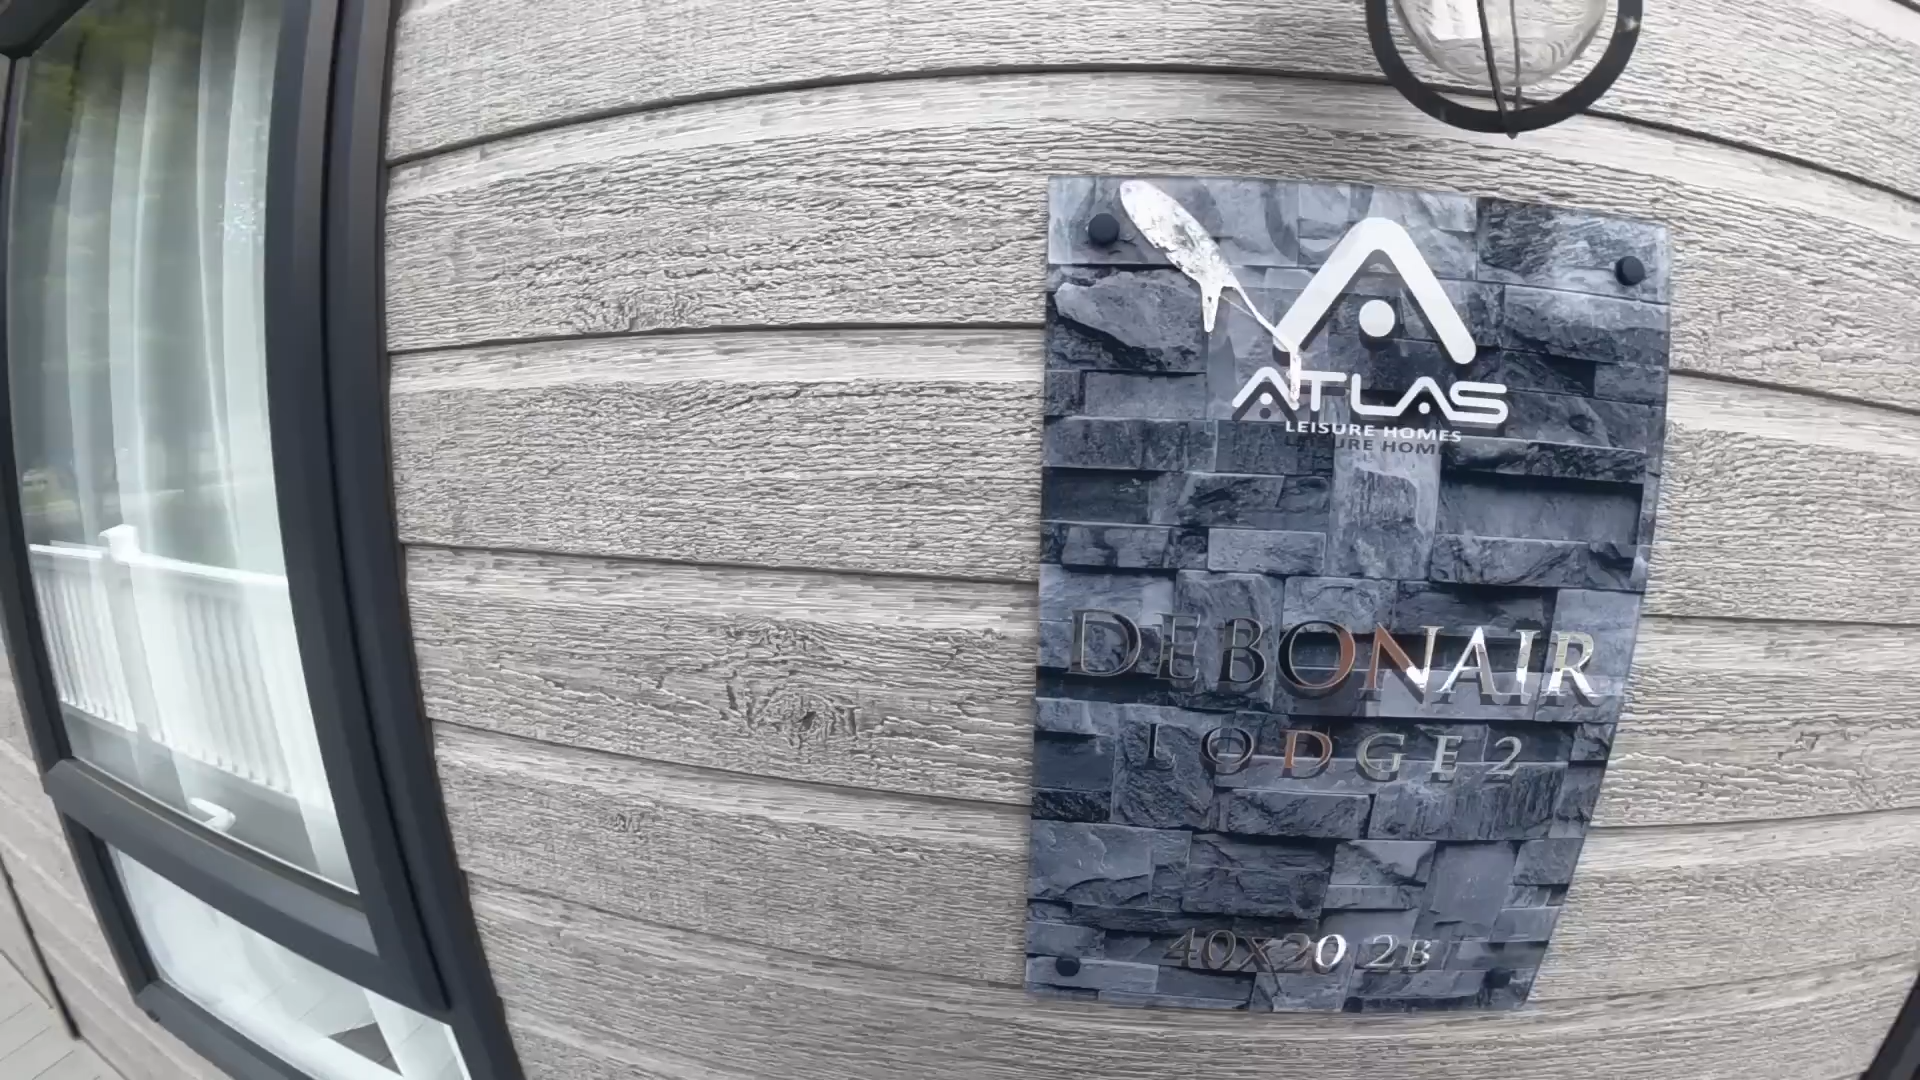 ATLAS
LEISURE HOMES
DEBONAIR
LODGE 2
40x20 2B